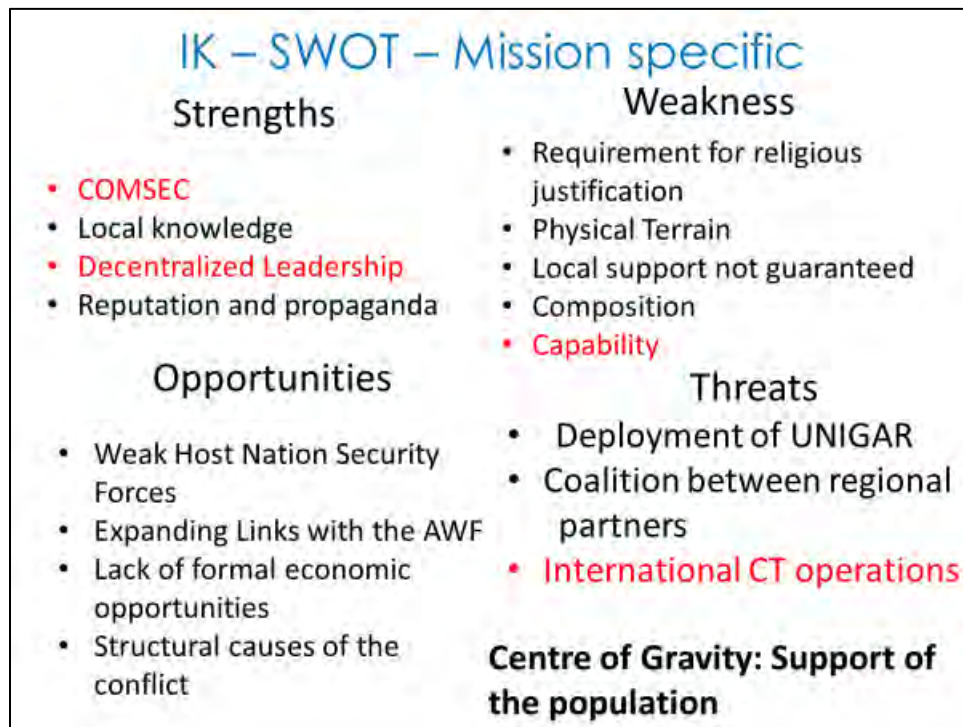 IK – SWOT – Mission specific
Strengths
• COMSEC
• Local knowledge
• Decentralized Leadership
• Reputation and propaganda
Weakness
• Requirement for religious
justification
• Physical Terrain
• Local support not guaranteed
• Composition
• Capability
Opportunities
• Weak Host Nation Security
Forces
• Expanding Links with the AWF
• Lack of formal economic
opportunities
• Structural causes of the
conflict
Threats
• Deployment of UNIGAR
• Coalition between regional
partners
• International CT operations
Centre of Gravity: Support of
the population